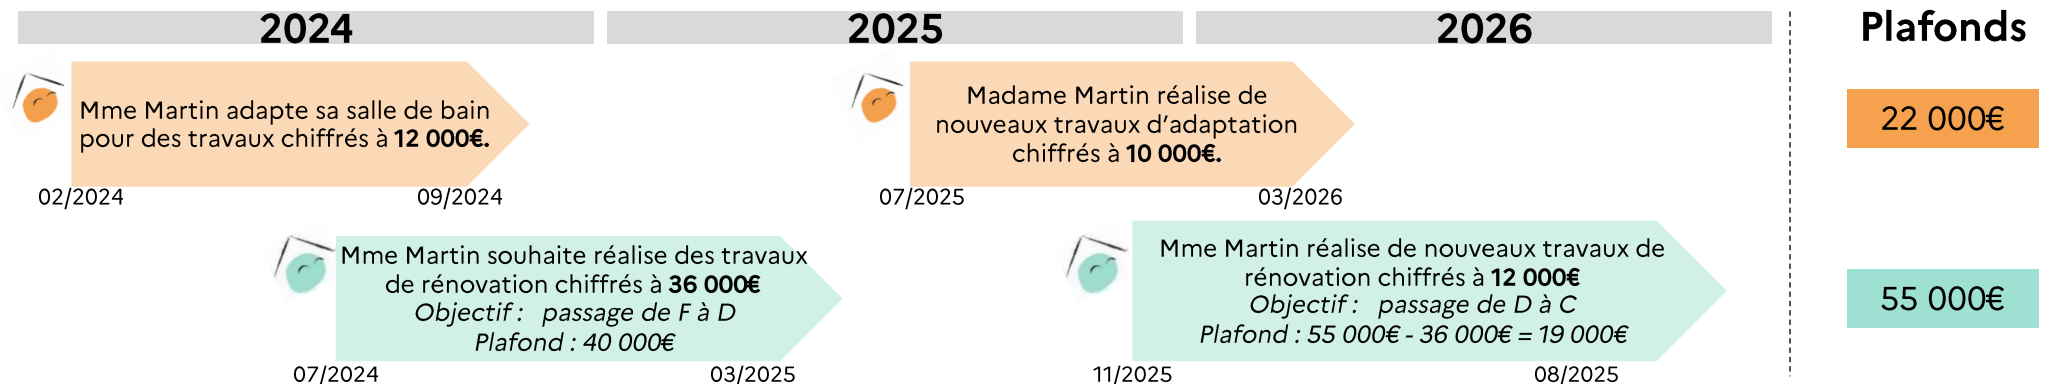 2024
2025
2026
Plafonds
Mme Martin adapte sa salle de bain
pour des travaux chiffrés à 12 000€.
02/2024
09/2024
Madame Martin réalise de
nouveaux travaux d’adaptation
chiffrés à 10 000€.
07/2025
03/2026
22 000€
Mme Martin souhaite réalise des travaux
de rénovation chiffrés à 36 000€
Objectif : passage de F à D
Plafond : 40 000€
07/2024
03/2025
Mme Martin réalise de nouveaux travaux de
rénovation chiffrés à 12 000€
Objectif : passage de D à C
Plafond : 55 000€ - 36 000€ = 19 000€
11/2025
08/2025
55 000€